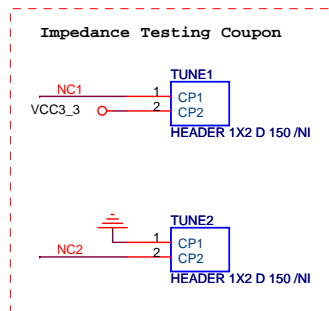 Impedance Testing Coupon
TUNE1
NC1 1 CP1
VCC3_3 2 CP2
HEADER 1X2 D 150 /NI
TUNE2
1 CP1
NC2 2 CP2
HEADER 1X2 D 150 /NI